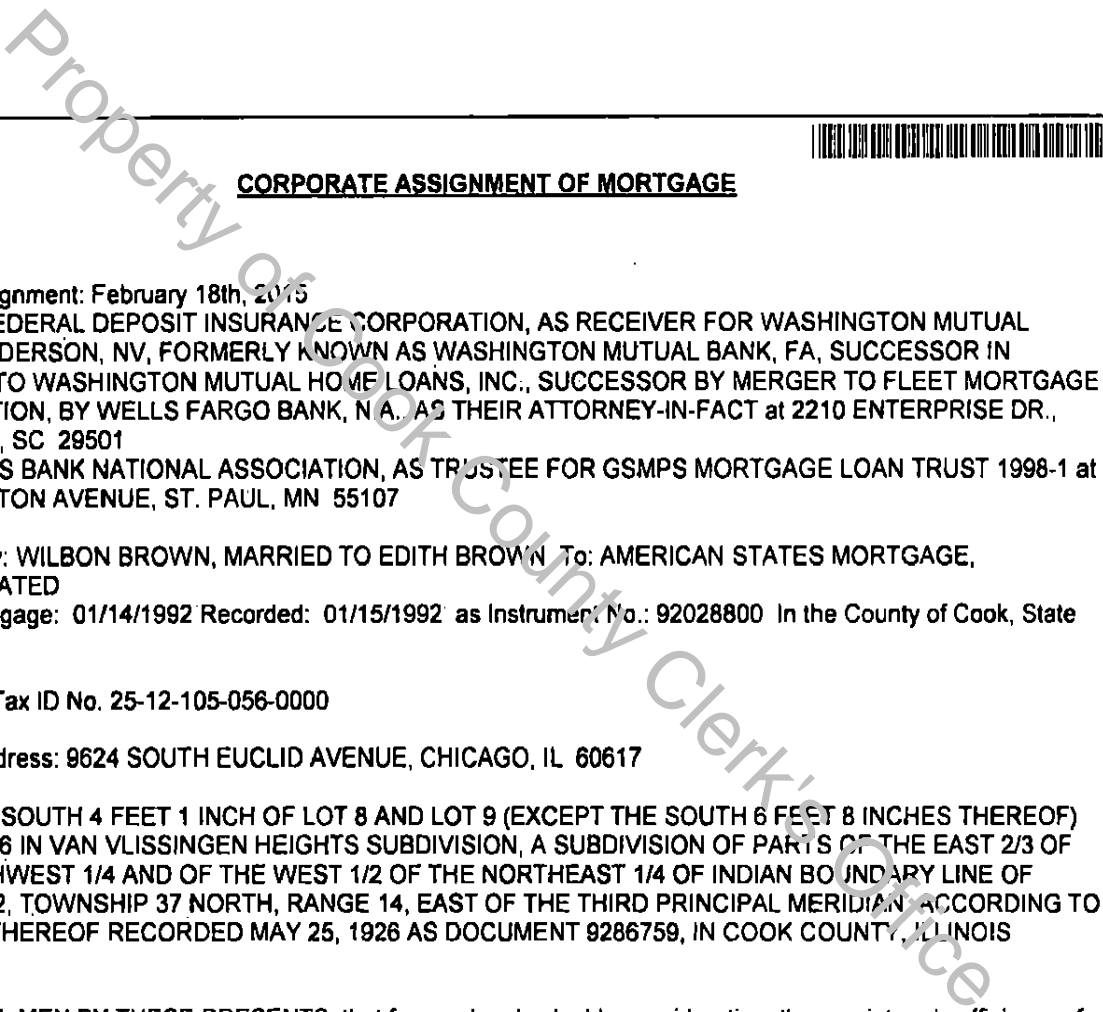 Property of Cook County Clerk's Office
CORPORATE ASSIGNMENT OF MORTGAGE
gnment: February 18th, 2015
EDERAL DEPOSIT INSURANCE CORPORATION, AS RECEIVER FOR WASHINGTON MUTUAL
DERSON, NV, FORMERLY KNOWN AS WASHINGTON MUTUAL BANK, FA, SUCCESSOR IN
TO WASHINGTON MUTUAL HOME LOANS, INC., SUCCESSOR BY MERGER TO FLEET MORTGAGE
TION, BY WELLS FARGO BANK, N.A. AS THEIR ATTORNEY-IN-FACT at 2210 ENTERPRISE DR.,
, SC 29501
S BANK NATIONAL ASSOCIATION, AS TRUSTEE FOR GSMPS MORTGAGE LOAN TRUST 1998-1 at
TON AVENUE, ST. PAUL, MN 55107
: WILBON BROWN, MARRIED TO EDITH BROWN To: AMERICAN STATES MORTGAGE,
ATED
gage: 01/14/1992 Recorded: 01/15/1992 as Instrument No.: 92028800 In the County of Cook, State
Tax ID No. 25-12-105-056-0000
dress: 9624 SOUTH EUCLID AVENUE, CHICAGO, IL 60617
SOUTH 4 FEET 1 INCH OF LOT 8 AND LOT 9 (EXCEPT THE SOUTH 6 FEET 8 INCHES THEREOF)
6 IN VAN VLISSINGEN HEIGHTS SUBDIVISION, A SUBDIVISION OF PARTS OF THE EAST 2/3 OF
HWEST 1/4 AND OF THE WEST 1/2 OF THE NORTHEAST 1/4 OF INDIAN BOUNDARY LINE OF
2, TOWNSHIP 37 NORTH, RANGE 14, EAST OF THE THIRD PRINCIPAL MERIDIAN, ACCORDING TO
HEREOF RECORDED MAY 25, 1926 AS DOCUMENT 9286759, IN COOK COUNTY, ILLINOIS